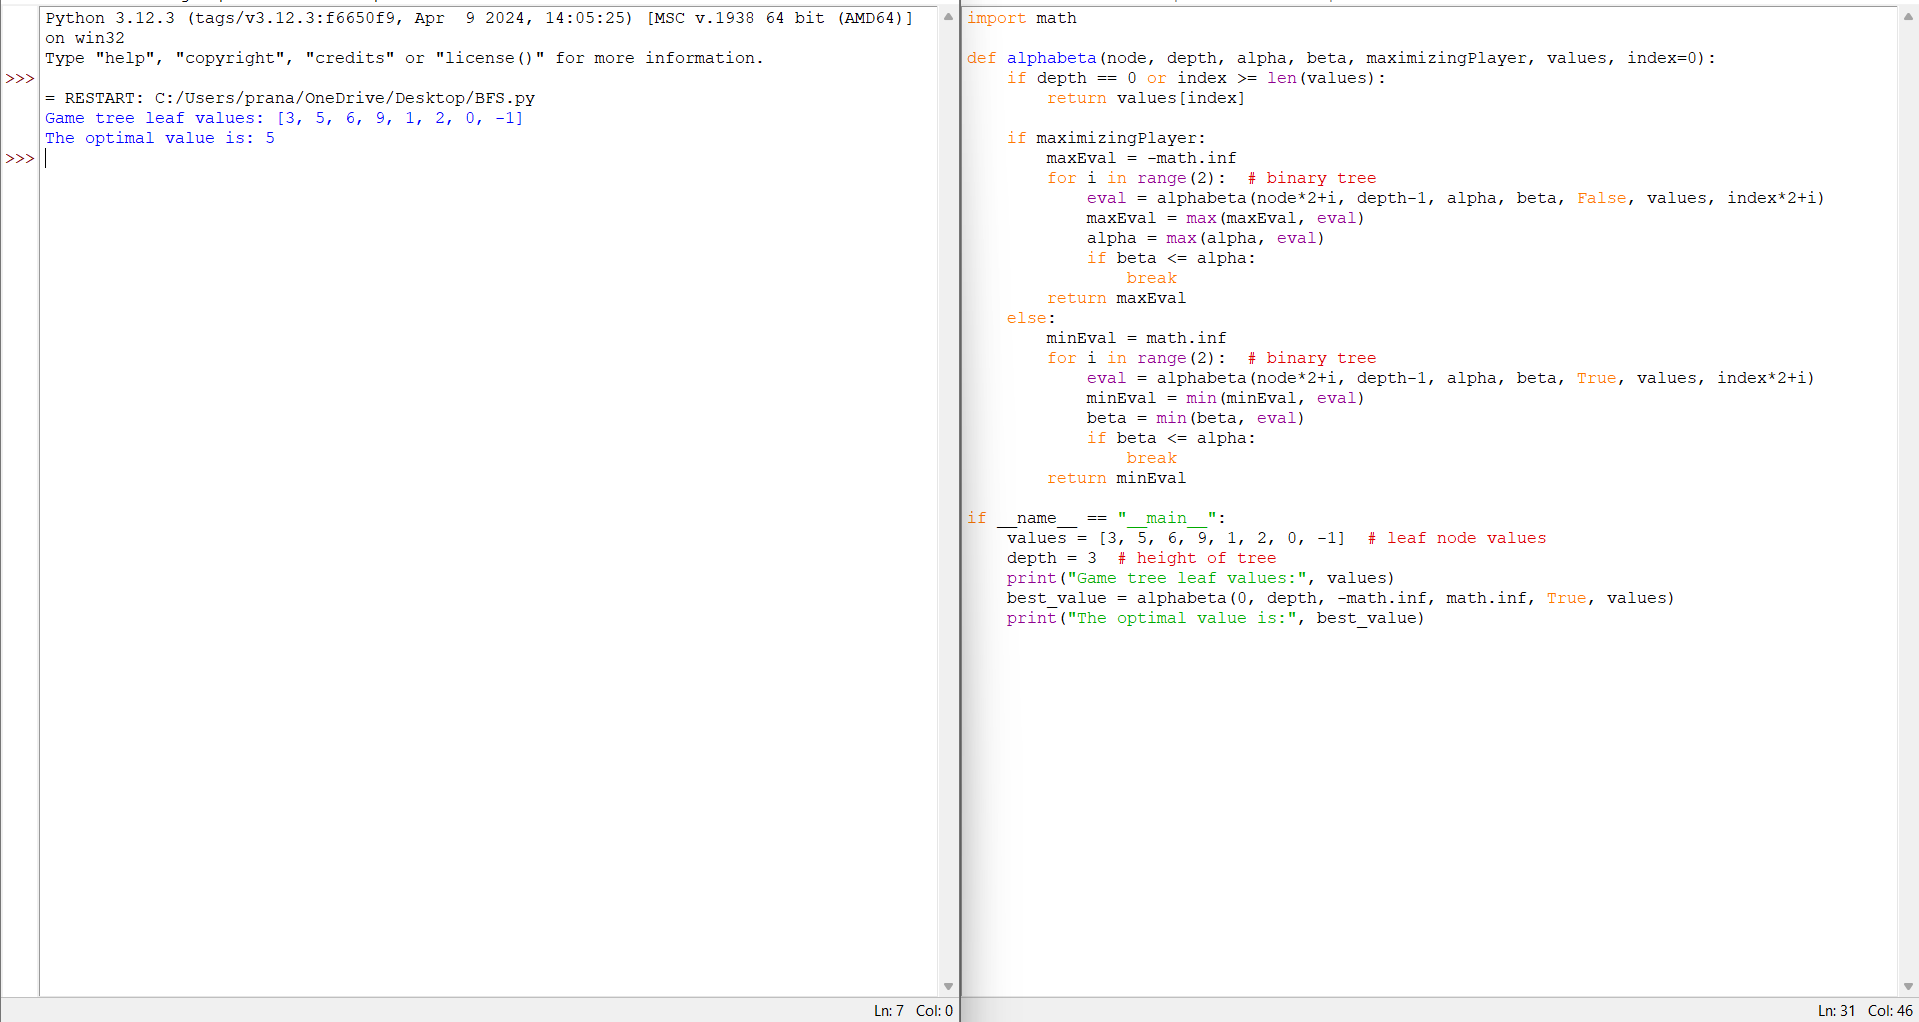 Python 3.12.3 (tags/v3.12.3:f6650f9, Apr  9 2024, 14:05:25) [MSC v.1938 64 bit (AMD64)]
on win32
Type "help", "copyright", "credits" or "license()" for more information.
>>>
= RESTART: C:/Users/prana/OneDrive/Desktop/BFS.py
Game tree leaf values: [3, 5, 6, 9, 1, 2, 0, -1]
The optimal value is: 5
>>>
Ln: 7 Col: 0
import math

def alphabeta(node, depth, alpha, beta, maximizingPlayer, values, index=0):
    if depth == 0 or index >= len(values):
        return values[index]

    if maximizingPlayer:
        maxEval = -math.inf
        for i in range(2):  # binary tree
            eval = alphabeta(node*2+i, depth-1, alpha, beta, False, values, index*2+i)
            maxEval = max(maxEval, eval)
            alpha = max(alpha, eval)
            if beta <= alpha:
                break
        return maxEval
    else:
        minEval = math.inf
        for i in range(2):  # binary tree
            eval = alphabeta(node*2+i, depth-1, alpha, beta, True, values, index*2+i)
            minEval = min(minEval, eval)
            beta = min(beta, eval)
            if beta <= alpha:
                break
        return minEval

if __name__ == "__main__":
    values = [3, 5, 6, 9, 1, 2, 0, -1]  # leaf node values
    depth = 3  # height of tree
    print("Game tree leaf values:", values)
    best_value = alphabeta(0, depth, -math.inf, math.inf, True, values)
    print("The optimal value is:", best_value)
Ln: 31 Col: 46